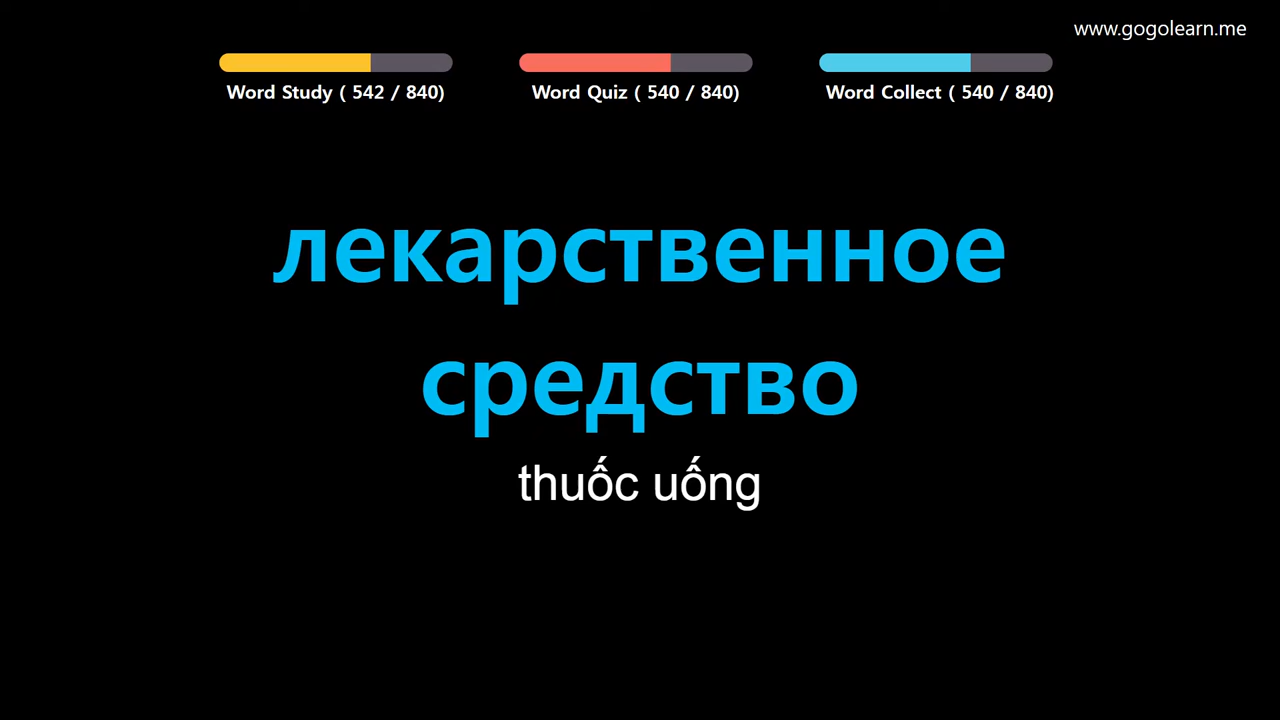 www.gogolearn.me
Word Study ( 542 / 840)
Word Quiz ( 540 / 840)
Word Collect ( 540 / 840)
лекарственное
средство
thuốc uống